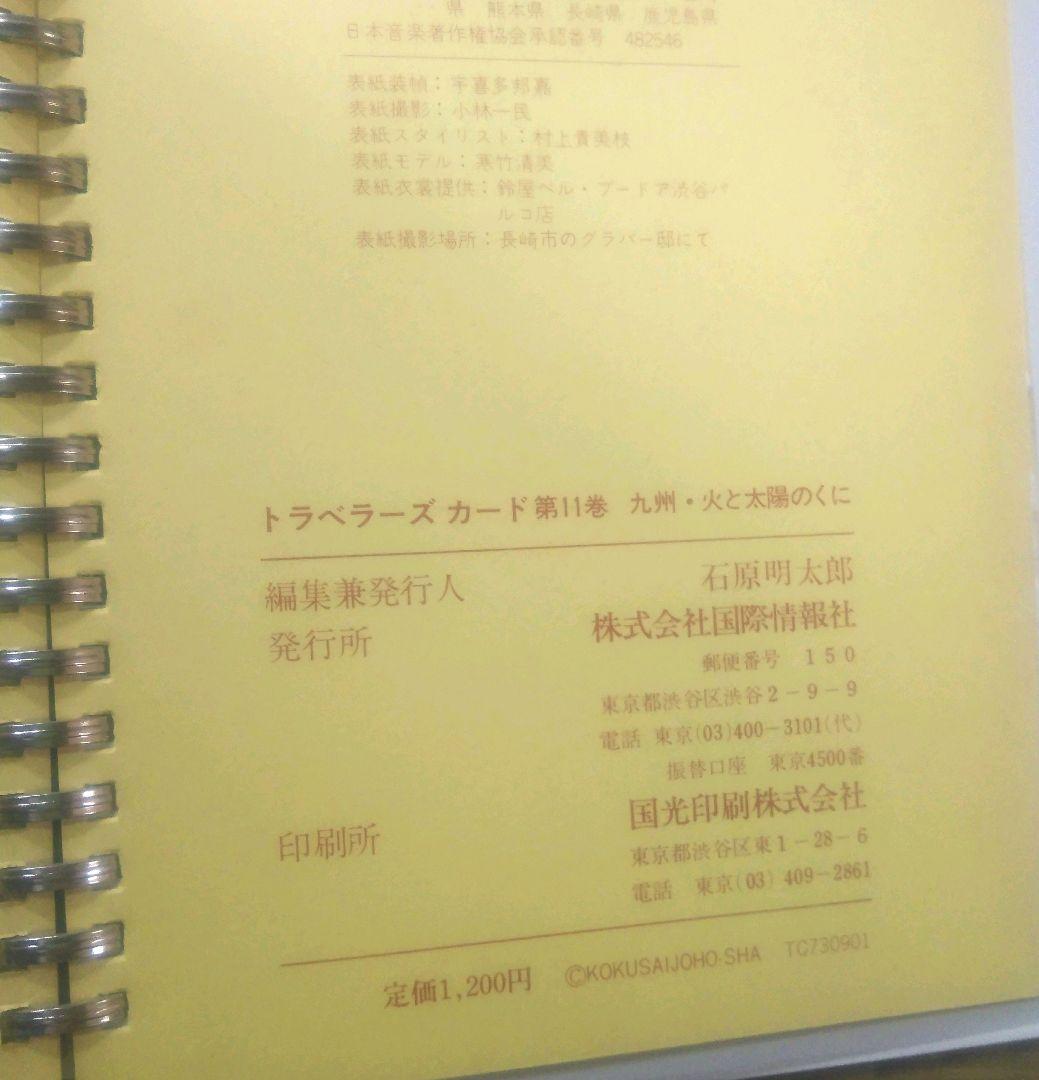 県 熊本県 長崎県 鹿児島県
日本音楽著作権協会承認番号 482546
表紙装幀：宇喜多邦嘉
表紙撮影：小林一民
表紙スタイリスト：村上貴美枝
表紙モデル：寒竹清美
表紙衣裳提供：鈴屋ベル・ブードア渋谷パ
ルコ店
表紙撮影場所：長崎市のグラバー邸にて
トラベラーズ カード第11巻 九州・火と太陽のくに
編集兼発行人 石原明太郎
発行所 株式会社国際情報社
郵便番号 150
東京都渋谷区渋谷2-9-9
電話 東京(03)400-3101(代)
振替口座 東京4500番
印刷所 国光印刷株式会社
東京都渋谷区東1-28-6
電話 東京(03) 409-2861
定価1,200円 ©KOKUSAIJOHO-SHA TC730901